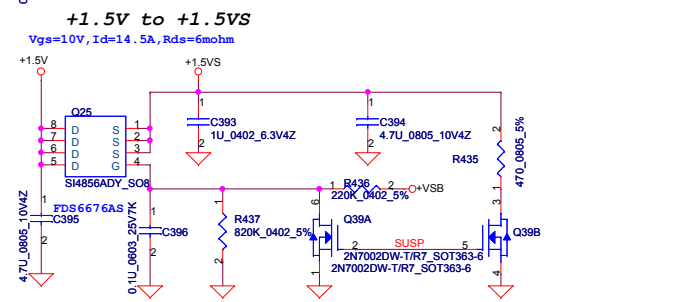 +1.5V to +1.5VS
Vgs=10V,Id=14.5A,Rds=6mohm
+1.5V
+1.5VS
Q25
8 D S 1
7 D S 2
6 D S 3
5 D G 4
SI4856ADY_SO8
FDS6676AS
1
C395
2
4.7U_0805_10V4Z
1
C396
2
0.1U_0603_25V7K
1
C393
1U_0402_6.3V4Z
2
1
C394
4.7U_0805_10V4Z
2
2
R435
470_0805_5%
1
R436
1 2
220K_0402_5%
+VSB
1
R437
820K_0402_5%
2
6
Q39A
2
1
2N7002DW-T/R7_SOT363-6
SUSP
3
5
Q39B
4
2N7002DW-T/R7_SOT363-6